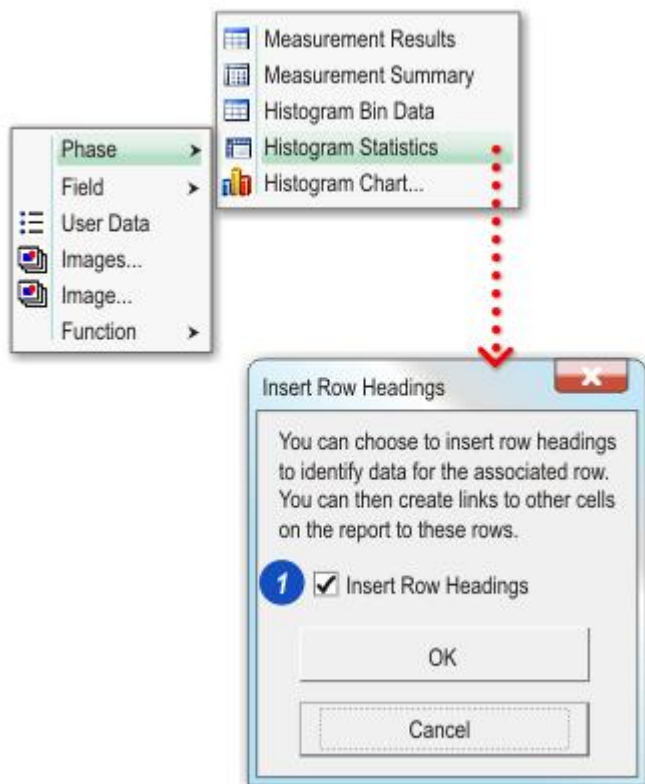 Measurement Results
Measurement Summary
Histogram Bin Data
Histogram Statistics
Histogram Chart...
Phase
Field
User Data
Images...
Image...
Function
Insert Row Headings
You can choose to insert row headings
to identify data for the associated row.
You can then create links to other cells
on the report to these rows.
1 Insert Row Headings
OK
Cancel